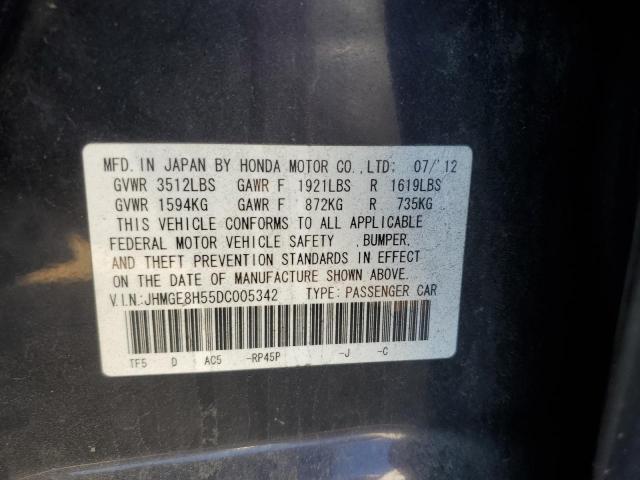 MFD. IN JAPAN BY HONDA MOTOR CO., LTD: 07/'12
GVWR 3512LBS GAWR F 1921LBS R 1619LBS
GVWR 1594KG GAWR F 872KG R 735KG
THIS VEHICLE CONFORMS TO ALL APPLICABLE
FEDERAL MOTOR VEHICLE SAFETY ,BUMPER,
AND THEFT PREVENTION STANDARDS IN EFFECT
ON THE DATE OF MANUFACTURE SHOWN ABOVE.
V.I.N.:JHMGE8H55DC005342 TYPE: PASSENGER CAR
TF5 D AC5 -RP45P -J -C